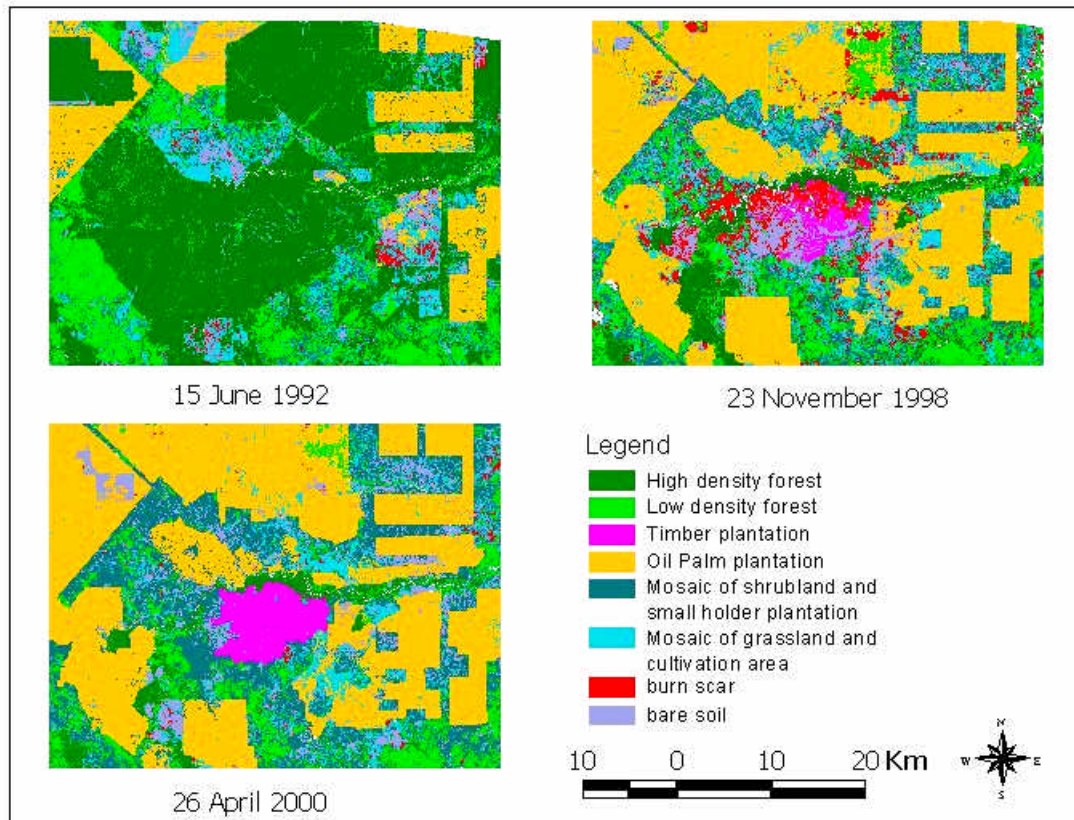 15 June 1992
23 November 1998
26 April 2000
Legend
High density forest
Low density forest
Timber plantation
Oil Palm plantation
Mosaic of shrubland and
small holder plantation
Mosaic of grassland and
cultivation area
burn scar
bare soil
10 0 10 20 Km
N
W E
S